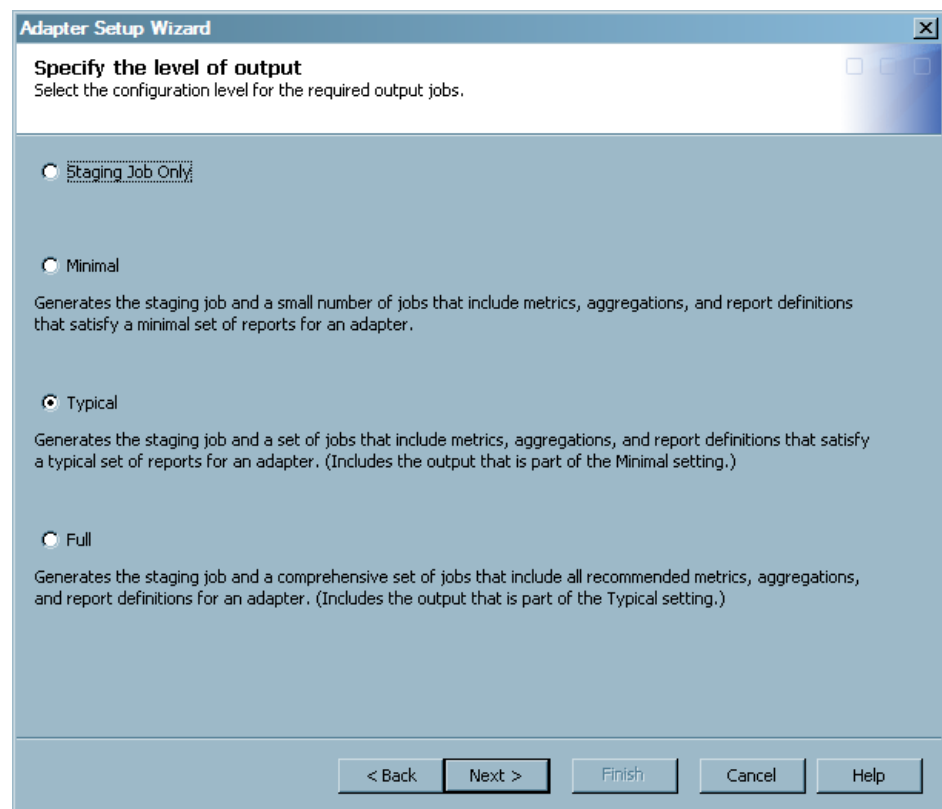 Adapter Setup Wizard
Specify the level of output
Select the configuration level for the required output jobs.
Staging Job Only
Minimal
Generates the staging job and a small number of jobs that include metrics, aggregations, and report definitions
that satisfy a minimal set of reports for an adapter.
Typical
Generates the staging job and a set of jobs that include metrics, aggregations, and report definitions that satisfy
a typical set of reports for an adapter. (Includes the output that is part of the Minimal setting.)
Full
Generates the staging job and a comprehensive set of jobs that include all recommended metrics, aggregations,
and report definitions for an adapter. (Includes the output that is part of the Typical setting.)
< Back Next > Finish Cancel Help